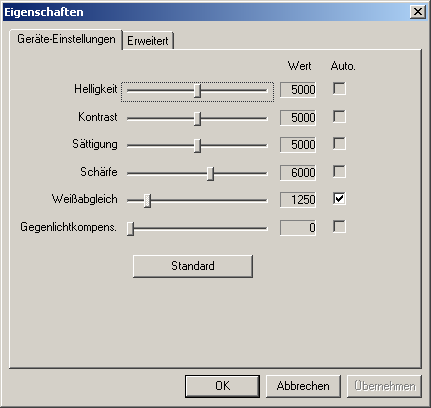 Eigenschaften
Geräte-Einstellungen Erweitert
Wert Auto.
Helligkeit 5000
Kontrast 5000
Sättigung 5000
Schärfe 6000
Weißabgleich 1250
Gegenlichtkompens. 0
Standard
OK Abbrechen Übernehmen